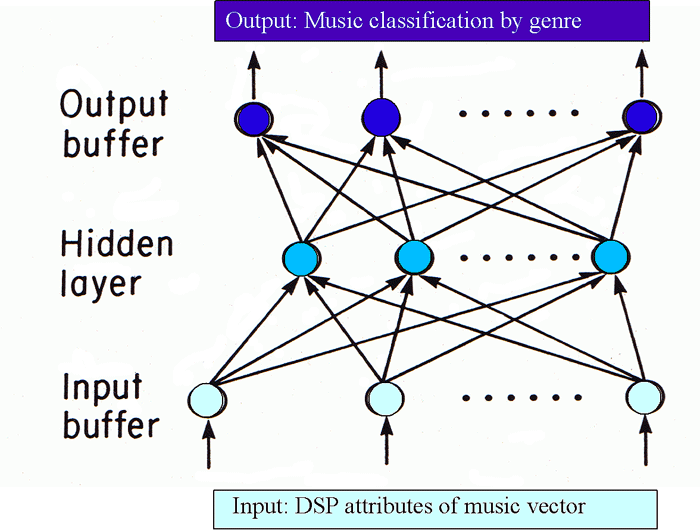 Output: Music classification by genre
Output
buffer
Hidden
layer
Input
buffer
Input: DSP attributes of music vector